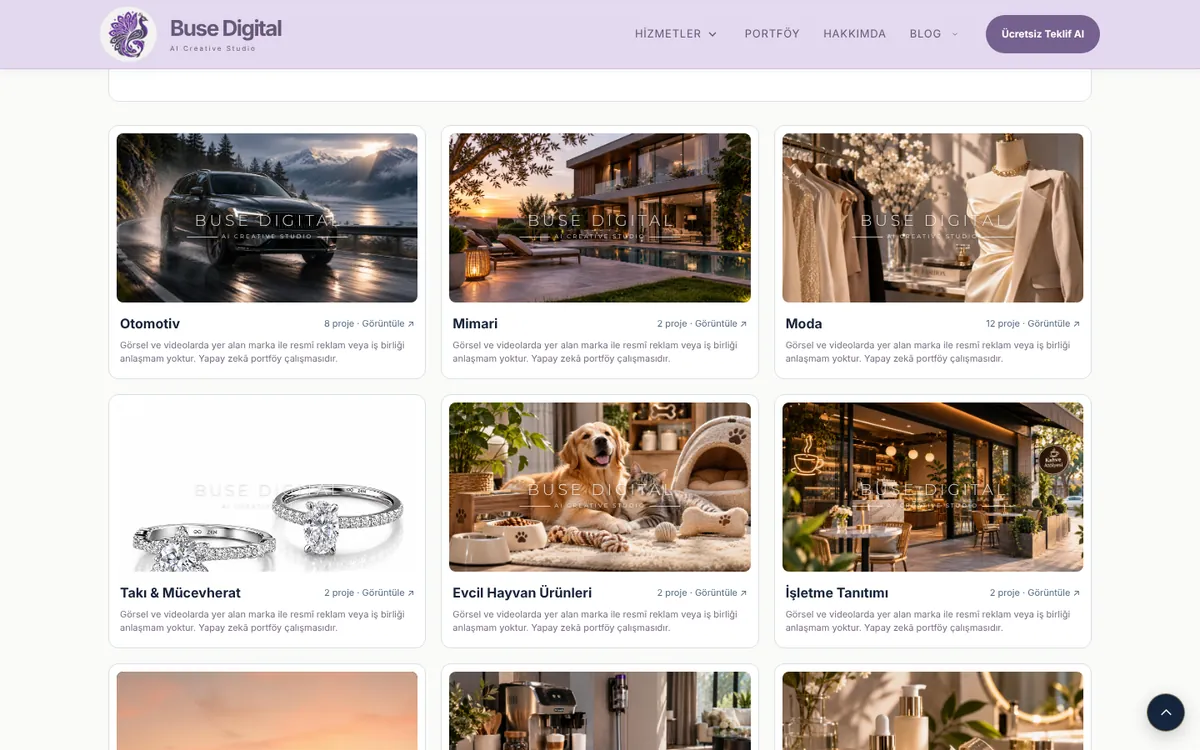 Buse Digital
AI Creative Studio
HİZMETLER
PORTFÖY
HAKKIMDA
BLOG
Ücretsiz Teklif Al
BUSE DIGITAL
AI CREATIVE STUDIO
BUSE DIGITAL
AI CREATIVE STUDIO
BUSE DIGITAL
AI CREATIVE STUDIO
Otomotiv
8 proje · Görüntüle ↗
Görsel ve videolarda yer alan marka ile resmî reklam veya iş birliği
anlaşmam yoktur. Yapay zekâ portföy çalışmasıdır.
Mimari
2 proje · Görüntüle ↗
Görsel ve videolarda yer alan marka ile resmî reklam veya iş birliği
anlaşmam yoktur. Yapay zekâ portföy çalışmasıdır.
Moda
12 proje · Görüntüle ↗
Görsel ve videolarda yer alan marka ile resmî reklam veya iş birliği
anlaşmam yoktur. Yapay zekâ portföy çalışmasıdır.
BUSE DIGITAL
BUSE DIGITAL
AI CREATIVE STUDIO
BUSE DIGITAL
AI CREATIVE STUDIO
Kahve
Atölyesi
Takı & Mücevherat
2 proje · Görüntüle ↗
Görsel ve videolarda yer alan marka ile resmî reklam veya iş birliği
anlaşmam yoktur. Yapay zekâ portföy çalışmasıdır.
Evcil Hayvan Ürünleri
2 proje · Görüntüle ↗
Görsel ve videolarda yer alan marka ile resmî reklam veya iş birliği
anlaşmam yoktur. Yapay zekâ portföy çalışmasıdır.
İşletme Tanıtımı
2 proje · Görüntüle ↗
Görsel ve videolarda yer alan marka ile resmî reklam veya iş birliği
anlaşmam yoktur. Yapay zekâ portföy çalışmasıdır.